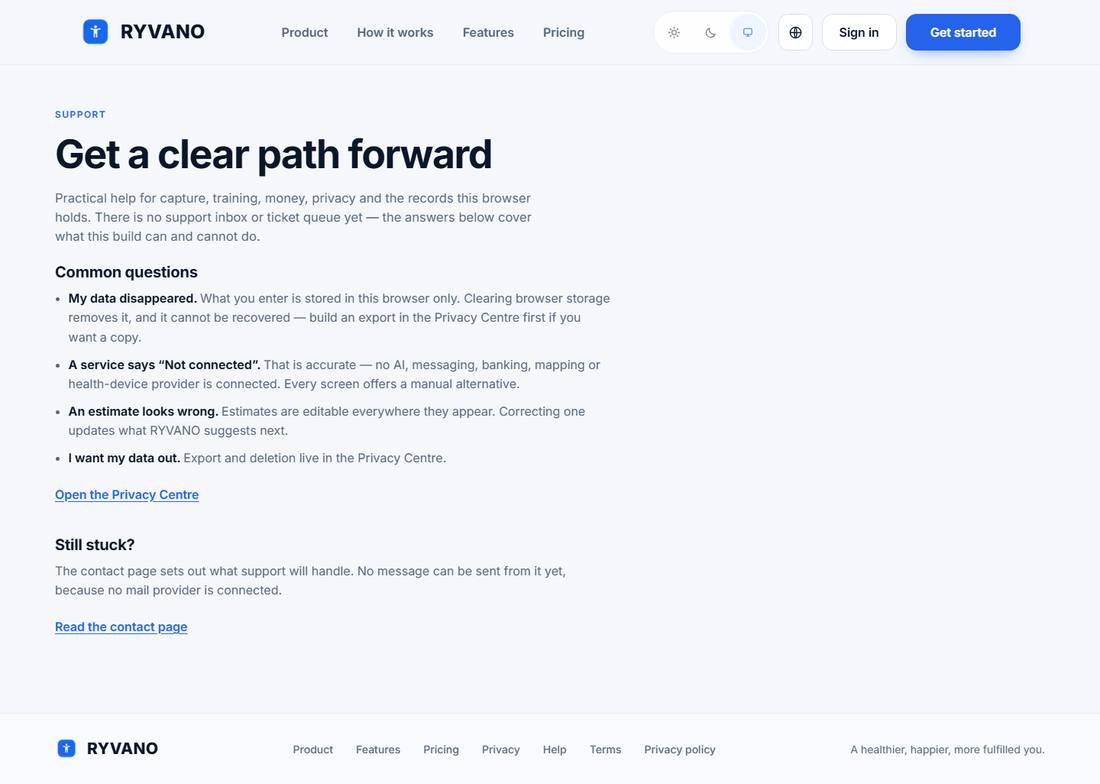 RYVANO
Product
How it works
Features
Pricing
Sign in
Get started
SUPPORT
Get a clear path forward
Practical help for capture, training, money, privacy and the records this browser
holds. There is no support inbox or ticket queue yet — the answers below cover
what this build can and cannot do.
Common questions
• My data disappeared. What you enter is stored in this browser only. Clearing browser storage
removes it, and it cannot be recovered — build an export in the Privacy Centre first if you
want a copy.
• A service says “Not connected”. That is accurate — no AI, messaging, banking, mapping or
health-device provider is connected. Every screen offers a manual alternative.
• An estimate looks wrong. Estimates are editable everywhere they appear. Correcting one
updates what RYVANO suggests next.
• I want my data out. Export and deletion live in the Privacy Centre.
Open the Privacy Centre
Still stuck?
The contact page sets out what support will handle. No message can be sent from it yet,
because no mail provider is connected.
Read the contact page
RYVANO
Product
Features
Pricing
Privacy
Help
Terms
Privacy policy
A healthier, happier, more fulfilled you.